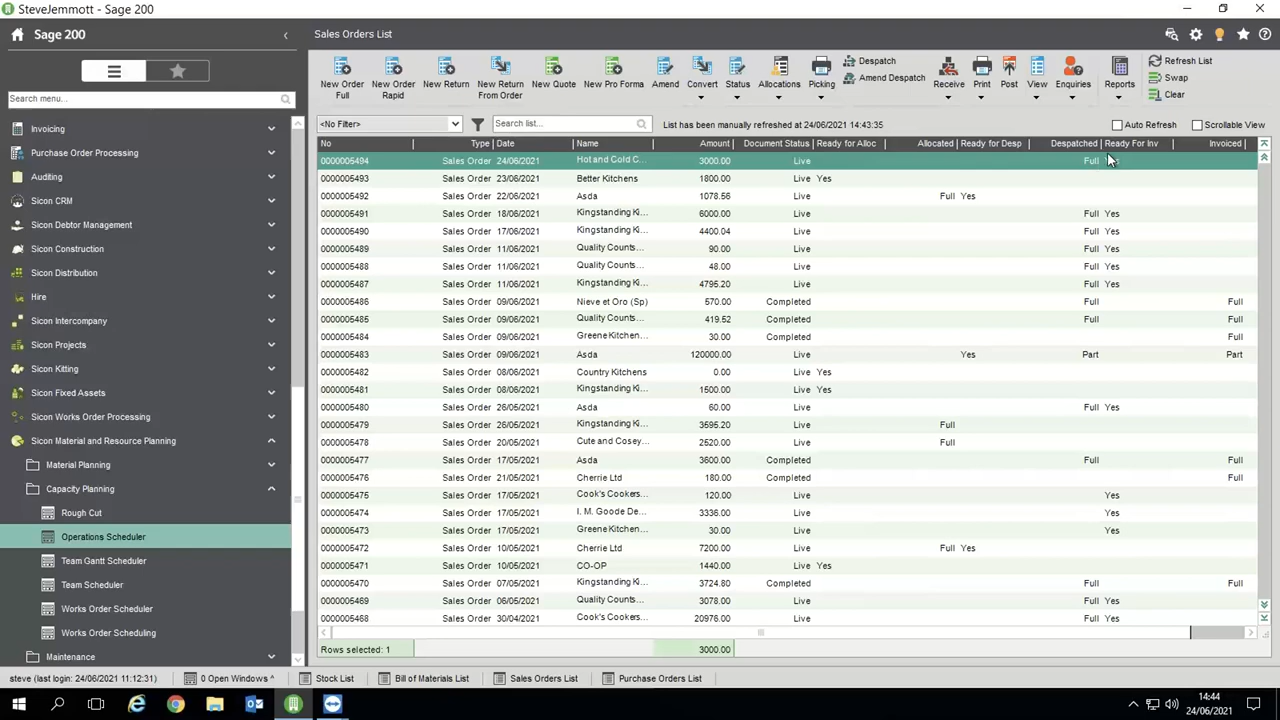 SteveJemmott - Sage 200
Sage 200
Sales Orders List
Search menu...
Invoicing
Purchase Order Processing
Auditing
Sicon CRM
Sicon Debtor Management
Sicon Construction
Sicon Distribution
Hire
Sicon Intercompany
Sicon Projects
Sicon Kitting
Sicon Fixed Assets
Sicon Works Order Processing
Sicon Material and Resource Planning
Material Planning
Capacity Planning
Rough Cut
Operations Scheduler
Team Gantt Scheduler
Team Scheduler
Works Order Scheduler
Works Order Scheduling
Maintenance
New Order Full
New Order Rapid
New Return
New Return From Order
New Quote
New Pro Forma
Amend
Convert
Status
Allocations
Picking
Despatch
Amend Despatch
Receive
Print
Post
View
Enquiries
Reports
Refresh List
Swap
Clear
<No Filter>
Search list...
List has been manually refreshed at 24/06/2021 14:43:35
Auto Refresh
Scrollable View
No Type Date Name Amount Document Status Ready for Alloc Allocated Ready for Desp Despatched Ready For Inv Invoiced
0000005494 Sales Order 24/06/2021 Hot and Cold C... 3000.00 Live Full Yes
0000005493 Sales Order 23/06/2021 Better Kitchens 1800.00 Live Yes
0000005492 Sales Order 22/06/2021 Asda 1078.56 Live Full Yes
0000005491 Sales Order 18/06/2021 Kingstanding Ki... 6000.00 Live Full Yes
0000005490 Sales Order 17/06/2021 Kingstanding Ki... 4400.04 Live Full Yes
0000005489 Sales Order 11/06/2021 Quality Counts... 90.00 Live Full Yes
0000005488 Sales Order 11/06/2021 Quality Counts... 48.00 Live Full Yes
0000005487 Sales Order 11/06/2021 Kingstanding Ki... 4795.20 Live Full Yes
0000005486 Sales Order 09/06/2021 Nieve et Oro (Sp) 570.00 Completed Full Full
0000005485 Sales Order 09/06/2021 Quality Counts... 419.52 Completed Full Full
0000005484 Sales Order 09/06/2021 Greene Kitchen... 30.00 Completed Full
0000005483 Sales Order 09/06/2021 Asda 120000.00 Live Yes Part Part
0000005482 Sales Order 08/06/2021 Country Kitchens 0.00 Live Yes
0000005481 Sales Order 08/06/2021 Kingstanding Ki... 1500.00 Live Yes
0000005480 Sales Order 26/05/2021 Asda 60.00 Live Full Yes
0000005479 Sales Order 26/05/2021 Kingstanding Ki... 3595.20 Live Full
0000005478 Sales Order 20/05/2021 Cute and Cosey... 2520.00 Live Full
0000005477 Sales Order 17/05/2021 Asda 3600.00 Completed Full Full
0000005476 Sales Order 21/05/2021 Cherrie Ltd 180.00 Completed Full
0000005475 Sales Order 17/05/2021 Cook's Cookers... 120.00 Live Yes
0000005474 Sales Order 17/05/2021 I. M. Goode De... 3336.00 Live Yes
0000005473 Sales Order 17/05/2021 Greene Kitchen... 30.00 Live Yes
0000005472 Sales Order 10/05/2021 Cherrie Ltd 7200.00 Live Full Yes
0000005471 Sales Order 10/05/2021 CO-OP 1440.00 Live Yes
0000005470 Sales Order 07/05/2021 Kingstanding Ki... 3724.80 Completed Full Full
0000005469 Sales Order 06/05/2021 Quality Counts... 3078.00 Live Full Yes
0000005468 Sales Order 30/04/2021 Cook's Cookers... 20976.00 Live Full Yes
Rows selected: 1 3000.00
steve (last login: 24/06/2021 11:12:31)
0 Open Windows ^
Stock List
Bill of Materials List
Sales Orders List
Purchase Orders List
14:44
24/06/2021